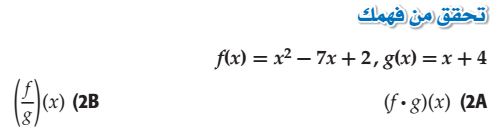 تحقق من فهمك
f(x) = x² − 7x + 2, g(x) = x + 4
(f • g)(x) (2A
(f/g)(x) (2B